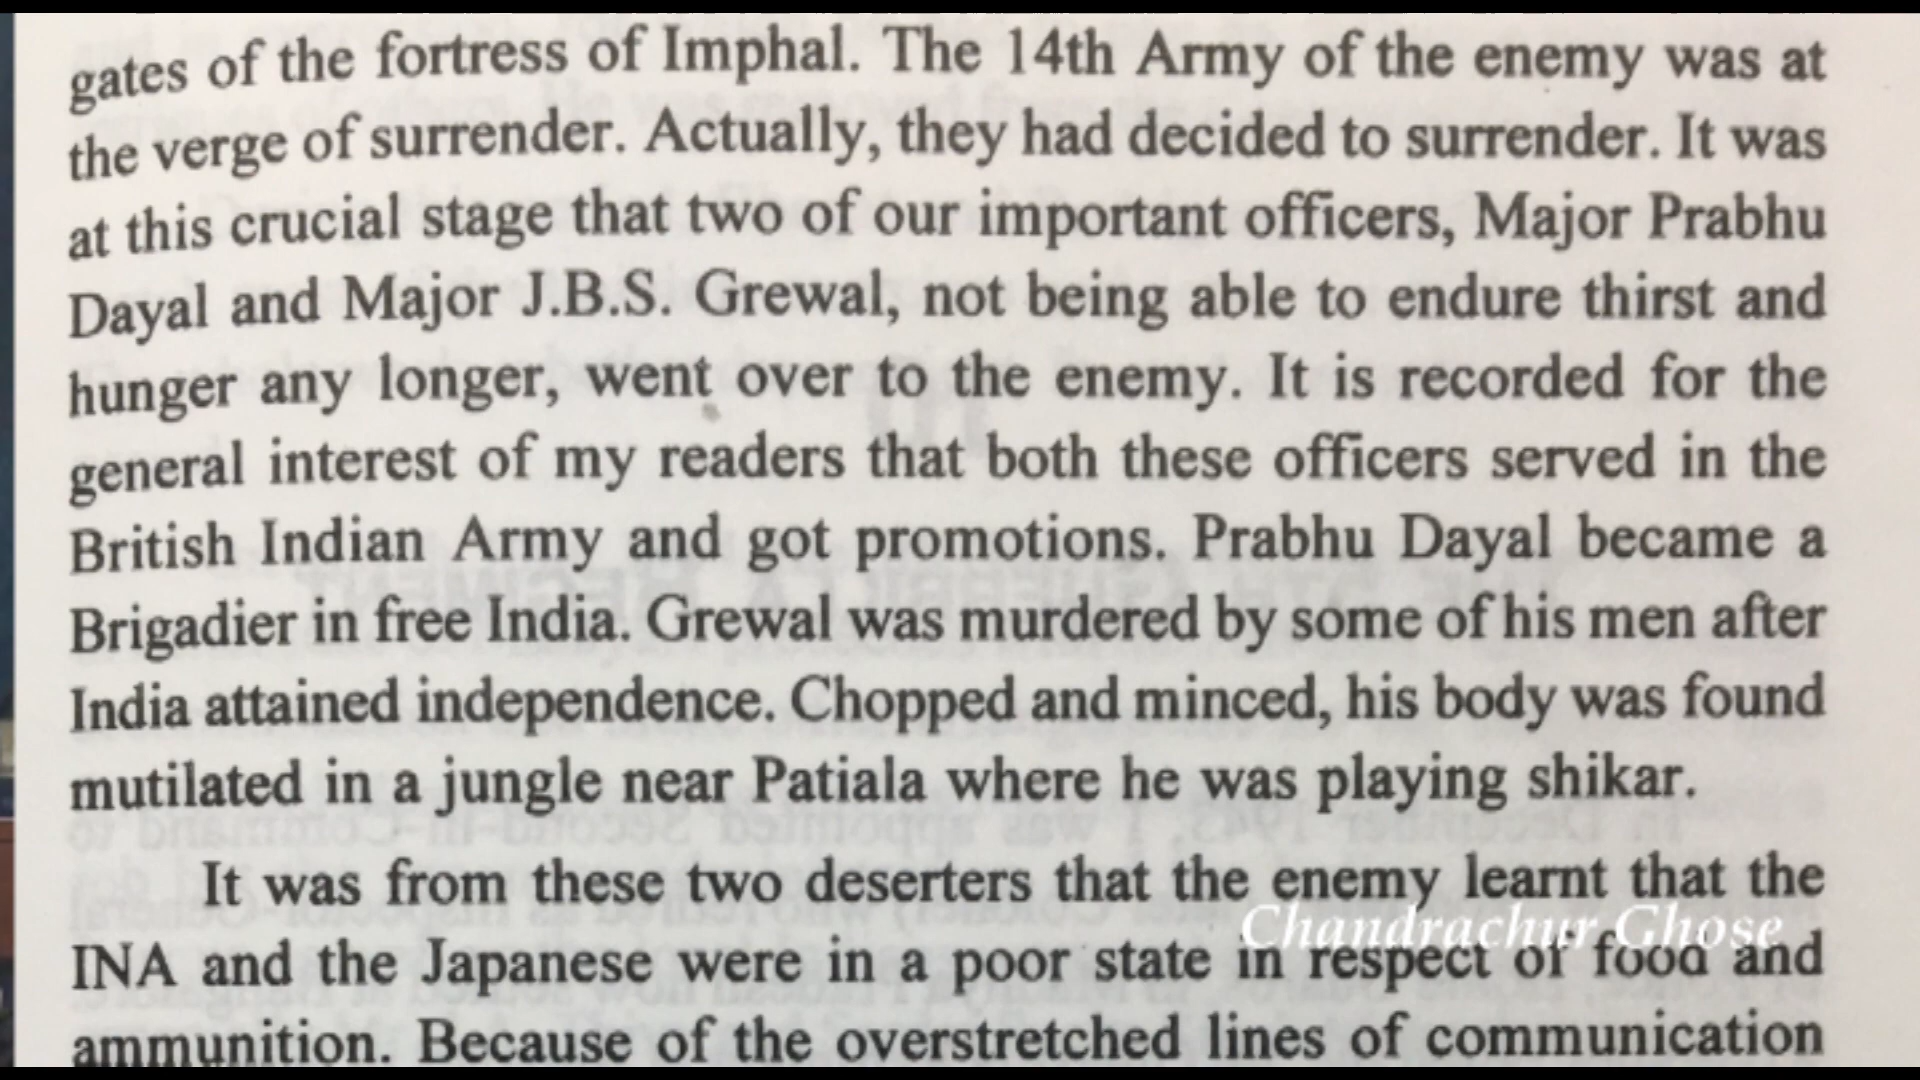 gates of the fortress of Imphal. The 14th Army of the enemy was at
the verge of surrender. Actually, they had decided to surrender. It was
at this crucial stage that two of our important officers, Major Prabhu
Dayal and Major J.B.S. Grewal, not being able to endure thirst and
hunger any longer, went over to the enemy. It is recorded for the
general interest of my readers that both these officers served in the
British Indian Army and got promotions. Prabhu Dayal became a
Brigadier in free India. Grewal was murdered by some of his men after
India attained independence. Chopped and minced, his body was found
mutilated in a jungle near Patiala where he was playing shikar.
It was from these two deserters that the enemy learnt that the
Chandrachur Ghose
INA and the Japanese were in a poor state in respect of food and
ammunition. Because of the overstretched lines of communication